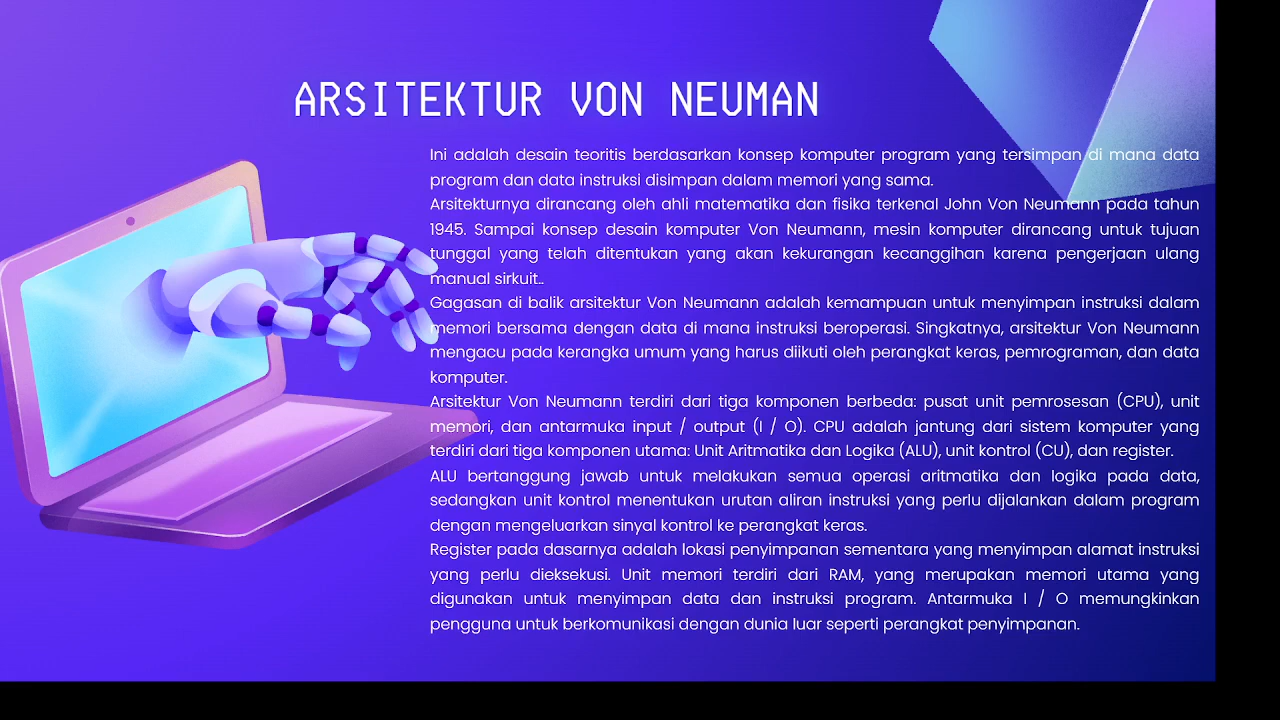 ARSITEKTUR VON NEUMAN
Ini adalah desain teoritis berdasarkan konsep komputer program yang tersimpan di mana data
program dan data instruksi disimpan dalam memori yang sama.
Arsitekturnya dirancang oleh ahli matematika dan fisika terkenal John Von Neumann pada tahun
1945. Sampai konsep desain komputer Von Neumann, mesin komputer dirancang untuk tujuan
tunggal yang telah ditentukan yang akan kekurangan kecanggihan karena pengerjaan ulang
manual sirkuit..
Gagasan di balik arsitektur Von Neumann adalah kemampuan untuk menyimpan instruksi dalam
memori bersama dengan data di mana instruksi beroperasi. Singkatnya, arsitektur Von Neumann
mengacu pada kerangka umum yang harus diikuti oleh perangkat keras, pemrograman, dan data
komputer.
Arsitektur Von Neumann terdiri dari tiga komponen berbeda: pusat unit pemrosesan (CPU), unit
memori, dan antarmuka input / output (I / O). CPU adalah jantung dari sistem komputer yang
terdiri dari tiga komponen utama: Unit Aritmatika dan Logika (ALU), unit kontrol (CU), dan register.
ALU bertanggung jawab untuk melakukan semua operasi aritmatika dan logika pada data,
sedangkan unit kontrol menentukan urutan aliran instruksi yang perlu dijalankan dalam program
dengan mengeluarkan sinyal kontrol ke perangkat keras.
Register pada dasarnya adalah lokasi penyimpanan sementara yang menyimpan alamat instruksi
yang perlu dieksekusi. Unit memori terdiri dari RAM, yang merupakan memori utama yang
digunakan untuk menyimpan data dan instruksi program. Antarmuka I / O memungkinkan
pengguna untuk berkomunikasi dengan dunia luar seperti perangkat penyimpanan.